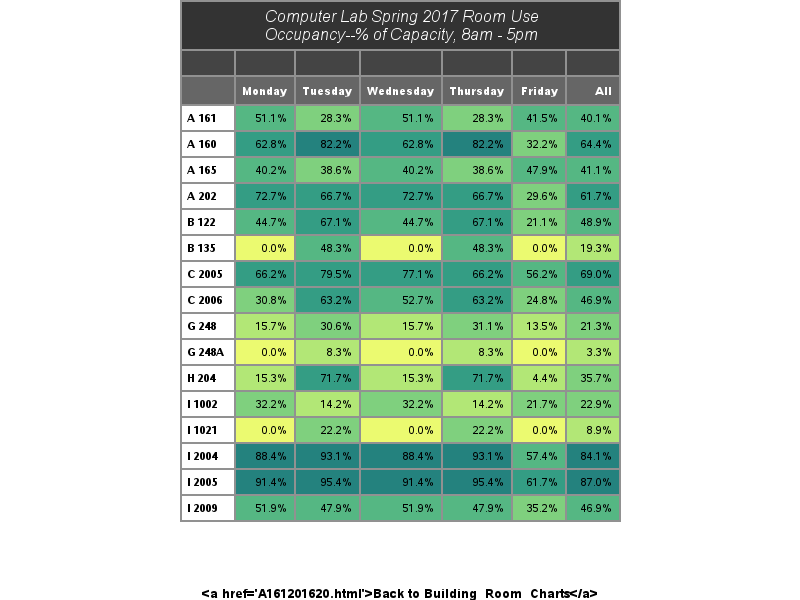 Computer Lab Spring 2017 Room Use
Occupancy--% of Capacity, 8am - 5pm
Monday Tuesday Wednesday Thursday Friday All
A 161 51.1% 28.3% 51.1% 28.3% 41.5% 40.1%
A 160 62.8% 82.2% 62.8% 82.2% 32.2% 64.4%
A 165 40.2% 38.6% 40.2% 38.6% 47.9% 41.1%
A 202 72.7% 66.7% 72.7% 66.7% 29.6% 61.7%
B 122 44.7% 67.1% 44.7% 67.1% 21.1% 48.9%
B 135 0.0% 48.3% 0.0% 48.3% 0.0% 19.3%
C 2005 66.2% 79.5% 77.1% 66.2% 56.2% 69.0%
C 2006 30.8% 63.2% 52.7% 63.2% 24.8% 46.9%
G 248 15.7% 30.6% 15.7% 31.1% 13.5% 21.3%
G 248A 0.0% 8.3% 0.0% 8.3% 0.0% 3.3%
H 204 15.3% 71.7% 15.3% 71.7% 4.4% 35.7%
I 1002 32.2% 14.2% 32.2% 14.2% 21.7% 22.9%
I 1021 0.0% 22.2% 0.0% 22.2% 0.0% 8.9%
I 2004 88.4% 93.1% 88.4% 93.1% 57.4% 84.1%
I 2005 91.4% 95.4% 91.4% 95.4% 61.7% 87.0%
I 2009 51.9% 47.9% 51.9% 47.9% 35.2% 46.9%
<a href='A161201620.html'>Back to Building_Room_Charts</a>